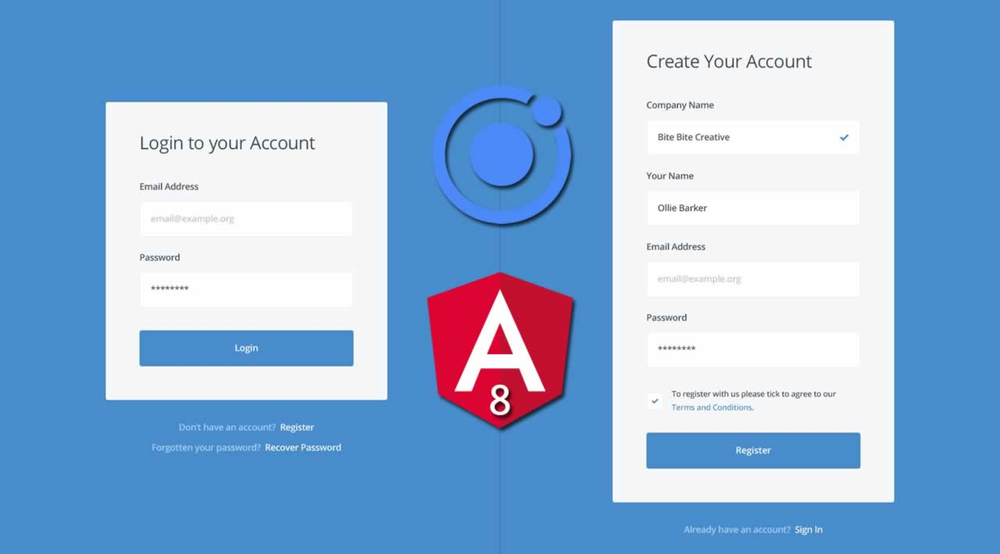 Login to your Account
Email Address
email@example.org
Password
********
Login
Don't have an account? Register
Forgotten your password? Recover Password
A
8
Create Your Account
Company Name
Bite Bite Creative
Your Name
Ollie Barker
Email Address
email@example.org
Password
********
To register with us please tick to agree to our
Terms and Conditions.
Register
Already have an account? Sign In